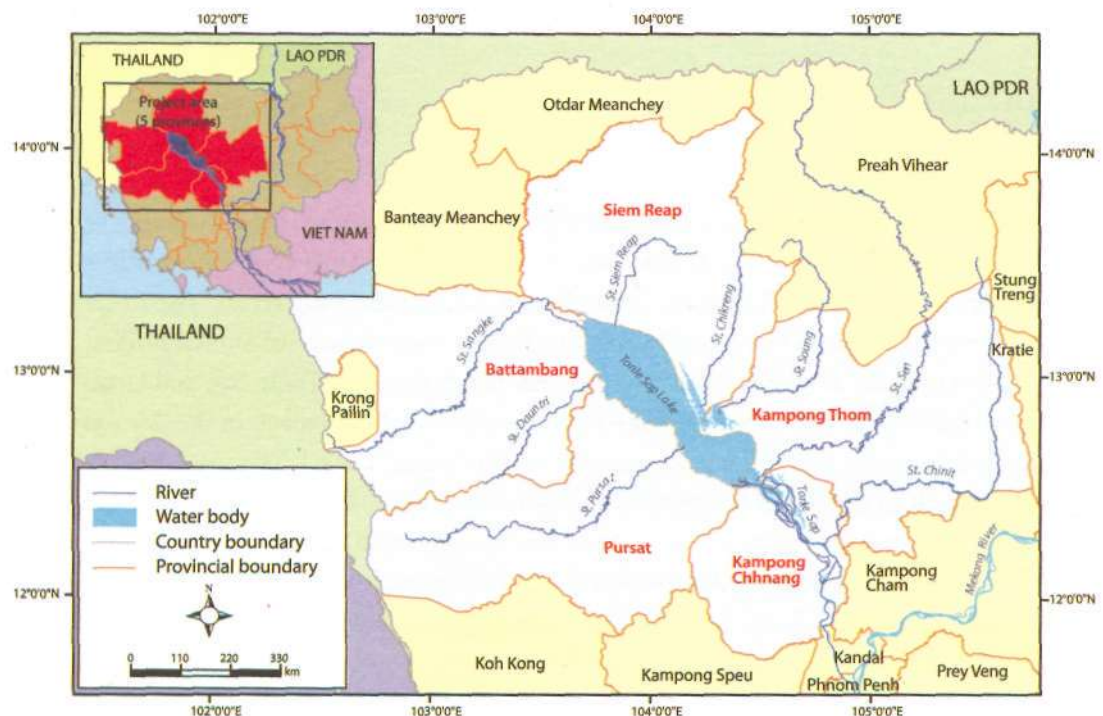 102°0'0"E
103°0'0"E
104°0'0"E
105°0'0"E
THAILAND
LAO PDR
Project area
(5 provinces)
VIET NAM
LAO PDR
Otdar Meanchey
14°0'0"N
14°0'0"N
Preah Vihear
Banteay Meanchey
Siem Reap
St. Siem Reap
Stung
Treng
THAILAND
St. Sangke
St. Chikreng
St. Soung
St. Sen
Kratie
13°0'0"N
13°0'0"N
Battambang
Tonle Sap Lake
Krong
Pailin
St. Dauntri
Kampong Thom
St. Chinit
River
Water body
Country boundary
Provincial boundary
St. Pursat
Tonle Sap
Pursat
Kampong
Chhnang
Kampong
Cham
Mekong River
12°0'0"N
12°0'0"N
N
0 110 220 330
km
Koh Kong
Kampong Speu
Kandal
Phnom Penh
Prey Veng
102°0'0"E
103°0'0"E
104°0'0"E
105°0'0"E